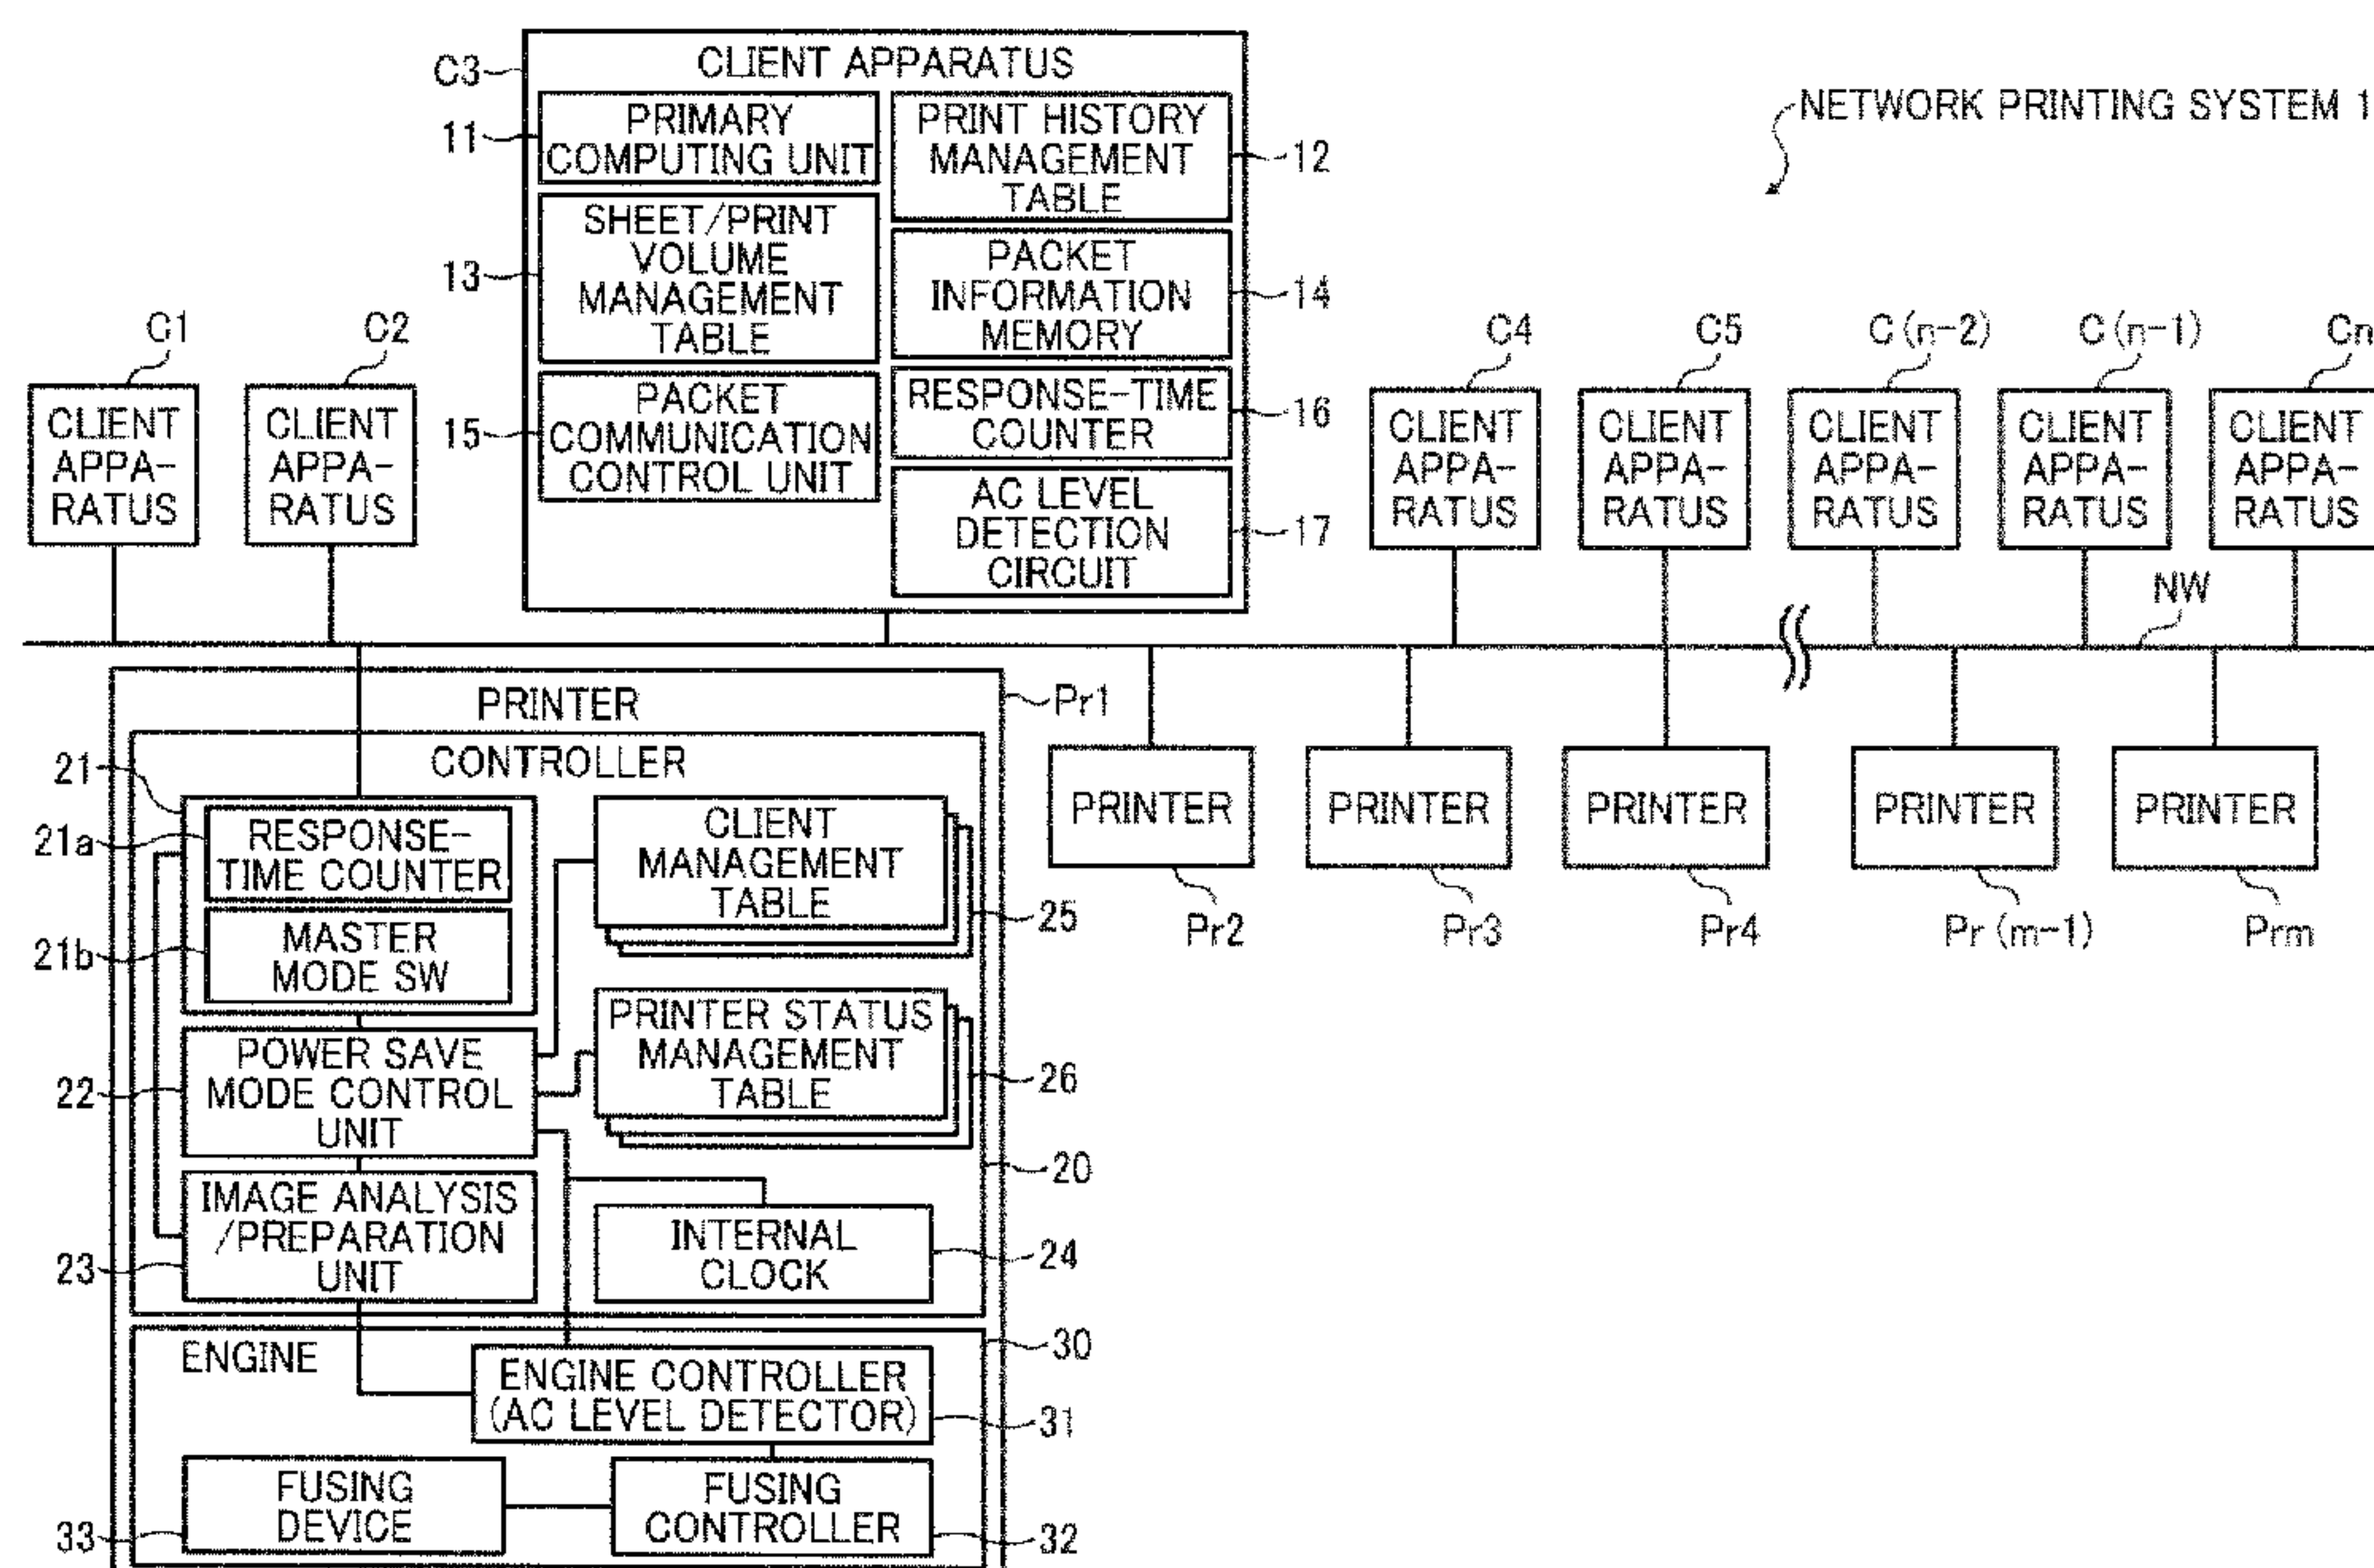 NETWORK PRINTING SYSTEM 1
C3
CLIENT APPARATUS
11
PRIMARY
COMPUTING UNIT
PRINT HISTORY
MANAGEMENT
TABLE
12
13
SHEET/PRINT
VOLUME
MANAGEMENT
TABLE
PACKET
INFORMATION
MEMORY
14
15
PACKET
COMMUNICATION
CONTROL UNIT
RESPONSE-TIME
COUNTER
16
AC LEVEL
DETECTION
CIRCUIT
17
C1
CLIENT
APPA-
RATUS
C2
CLIENT
APPA-
RATUS
C4
CLIENT
APPA-
RATUS
C5
CLIENT
APPA-
RATUS
C(n-2)
CLIENT
APPA-
RATUS
C(n-1)
CLIENT
APPA-
RATUS
Cn
CLIENT
APPA-
RATUS
NW
PRINTER
Pr1
CONTROLLER
21
21a
RESPONSE-
TIME COUNTER
21b
MASTER
MODE SW
CLIENT
MANAGEMENT
TABLE
25
22
POWER SAVE
MODE CONTROL
UNIT
PRINTER STATUS
MANAGEMENT
TABLE
26
20
23
IMAGE ANALYSIS
/PREPARATION
UNIT
INTERNAL
CLOCK
24
ENGINE
30
ENGINE CONTROLLER
(AC LEVEL DETECTOR)
31
33
FUSING
DEVICE
FUSING
CONTROLLER
32
PRINTER
Pr2
PRINTER
Pr3
PRINTER
Pr4
PRINTER
Pr(m-1)
PRINTER
Prm